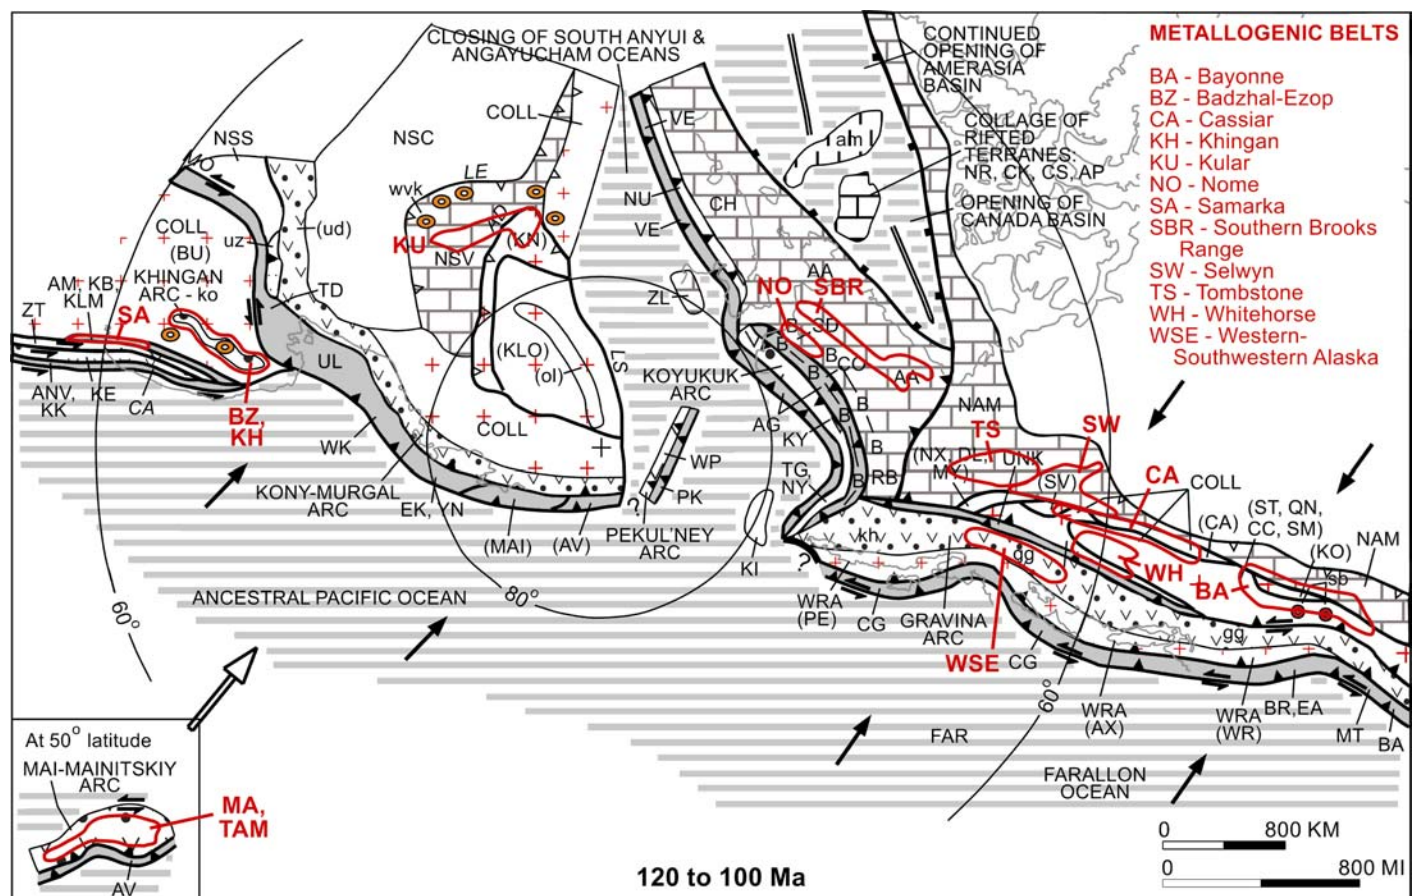 CLOSING OF SOUTH ANYUI &
ANGAYUCHAM OCEANS
CONTINUED
OPENING OF
AMERASIA
BASIN
METALLOGENIC BELTS
BA - Bayonne
BZ - Badzhal-Ezop
CA - Cassiar
KH - Khingan
KU - Kular
NO - Nome
SA - Samarka
SBR - Southern Brooks
Range
SW - Selwyn
TS - Tombstone
WH - Whitehorse
WSE - Western-
Southwestern Alaska
COLLAGE OF
RIFTED
TERRANES:
NR, CK, CS, AP
OPENING OF
CANADA BASIN
NSS
MO
NSC
COLL
LE
wvk
VE
am
NU
CH
VE
COLL
(BU)
uz
(ud)
KU
(KN)
NSV
AM, KB,
KLM
KHINGAN
ARC - ko
TD
ZT
SA
ZL
AA
NO
SBR
B
SD
B
(KLO)
(ol)
LS
UL
KOYUKUK
ARC
B
CO
B
AA
ANV,
KK
KE
CA
BZ,
KH
WK
COLL
AG
KY
B
B
B
NAM
TS
SW
(NX, DL,
MY)
UNK
(SV)
CA
COLL
KONY-MURGAL
ARC
EK, YN
WP
PK
TG,
NY
RB
B
(ST, QN,
CC, SM)
(CA)
(KO)
NAM
sb
(MAI)
(AV)
?
PEKUL'NEY
ARC
KI
?
kh
gg
WH
BA
60°
ANCESTRAL PACIFIC OCEAN
80°
WRA
(PE)
CG
GRAVINA
ARC
gg
WSE
CG
60°
WRA
(AX)
WRA
(WR)
BR,EA
MT
BA
FAR
FARALLON
OCEAN
At 50° latitude
MAI-MAINITSKIY
ARC
MA,
TAM
AV
120 to 100 Ma
0 800 KM
0 800 MI